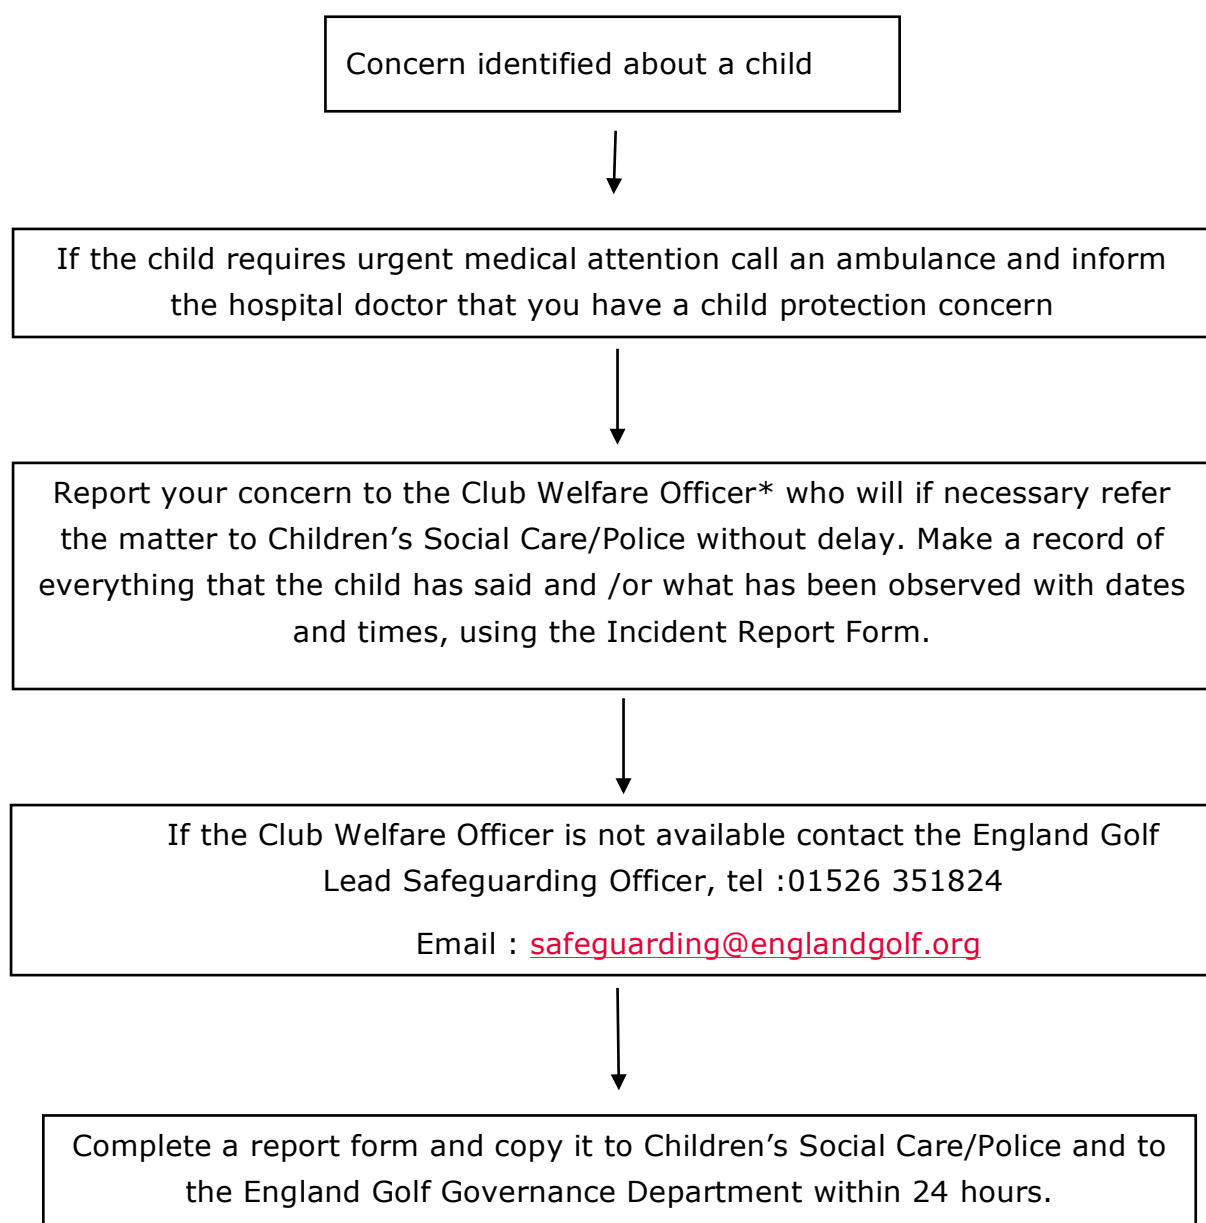 Concern identified about a child
If the child requires urgent medical attention call an ambulance and inform
the hospital doctor that you have a child protection concern
Report your concern to the Club Welfare Officer* who will if necessary refer
the matter to Children’s Social Care/Police without delay. Make a record of
everything that the child has said and /or what has been observed with dates
and times, using the Incident Report Form.
If the Club Welfare Officer is not available contact the England Golf
Lead Safeguarding Officer, tel :01526 351824
Email : safeguarding@englandgolf.org
Complete a report form and copy it to Children’s Social Care/Police and to
the England Golf Governance Department within 24 hours.